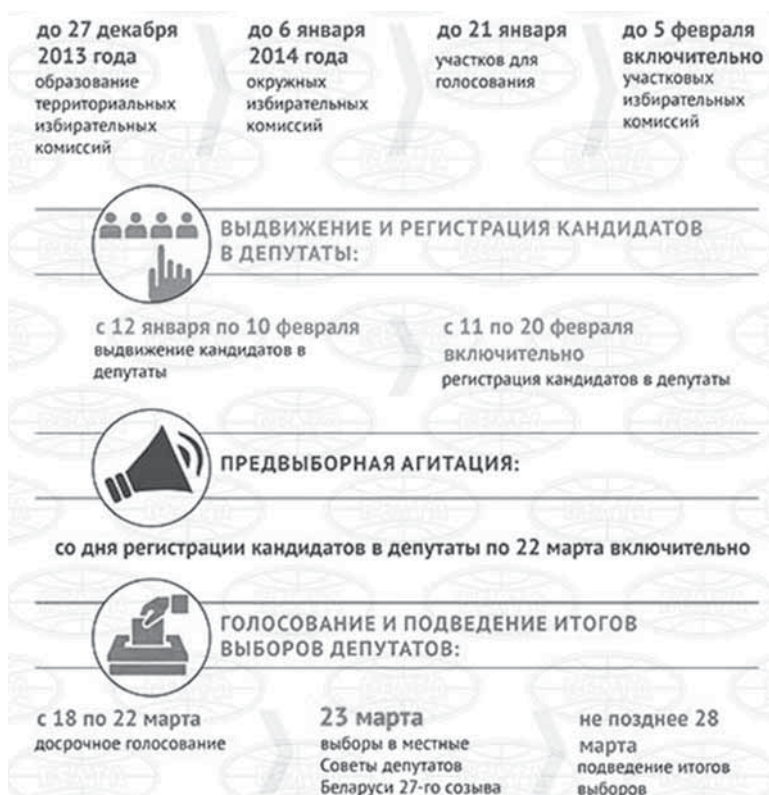 до 27 декабря
2013 года
образование
территориальных
избирательных
комиссий
до 6 января
2014 года
окружных
избирательных
комиссий
до 21 января
участков для
голосования
до 5 февраля
включительно
участковых
избирательных
комиссий
ВЫДВИЖЕНИЕ И РЕГИСТРАЦИЯ КАНДИДАТОВ
В ДЕПУТАТЫ:
с 12 января по 10 февраля
выдвижение кандидатов в
депутаты
с 11 по 20 февраля
включительно
регистрация кандидатов в депутаты
ПРЕДВЫБОРНАЯ АГИТАЦИЯ:
со дня регистрации кандидатов в депутаты по 22 марта включительно
ГОЛОСОВАНИЕ И ПОДВЕДЕНИЕ ИТОГОВ
ВЫБОРОВ ДЕПУТАТОВ:
с 18 по 22 марта
досрочное голосование
23 марта
выборы в местные
Советы депутатов
Беларуси 27-го созыва
не позднее 28
марта
подведение итогов
выборов